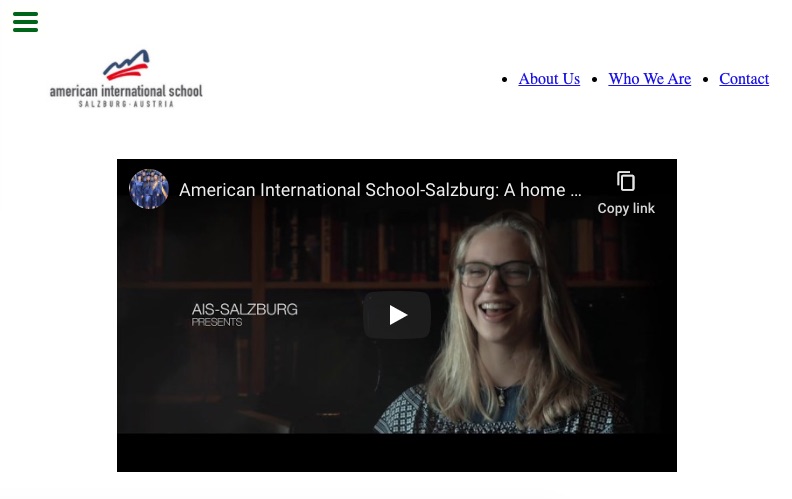 american international school
SALZBURG-AUSTRIA
About Us
Who We Are
Contact
American International School-Salzburg: A home ...
Copy link
AIS-SALZBURG
PRESENTS